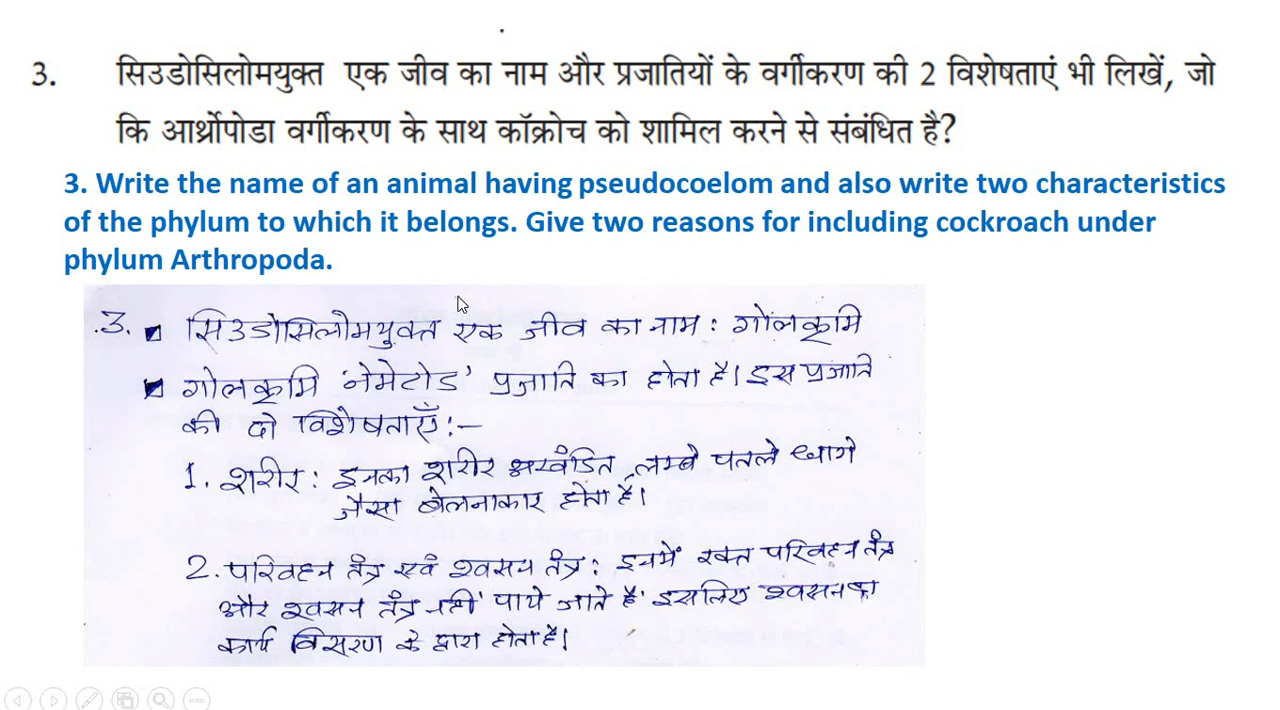 3. सिउडोसिलोमयुक्त एक जीव का नाम और प्रजातियों के वर्गीकरण की 2 विशेषताएं भी लिखें, जो
कि आर्थ्रोपोडा वर्गीकरण के साथ कॉक्रोच को शामिल करने से संबंधित है?
3. Write the name of an animal having pseudocoelom and also write two characteristics
of the phylum to which it belongs. Give two reasons for including cockroach under
phylum Arthropoda.
.3. सिउडोसिलोमयुक्त एक जीव का नाम : गोलकृमि
गोलकृमि 'नेमेटोड' प्रजाति का होता है। इस प्रजाति
की दो विशेषताएँ :-
1. शरीर : इनका शरीर अखंडित, लम्बे पतले धागे
जैसा बेलनाकार होता है।
2. परिवहन तंत्र एवं श्वसन तंत्र : इनमें रक्त परिवहन तंत्र
और श्वसन तंत्र नहीं पाये जाते हैं इसलिए श्वसन का
कार्य विसरण के द्वारा होता है।